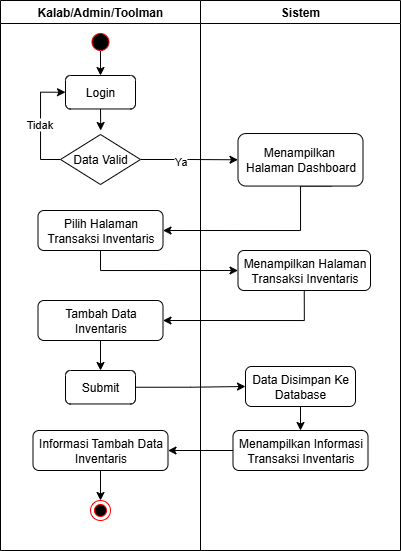 Kalab/Admin/Toolman
Sistem
Login
Tidak
Data Valid
Ya
Menampilkan
Halaman Dashboard
Pilih Halaman
Transaksi Inventaris
Menampilkan Halaman
Transaksi Inventaris
Tambah Data
Inventaris
Submit
Data Disimpan Ke
Database
Informasi Tambah Data
Inventaris
Menampilkan Informasi
Transaksi Inventaris